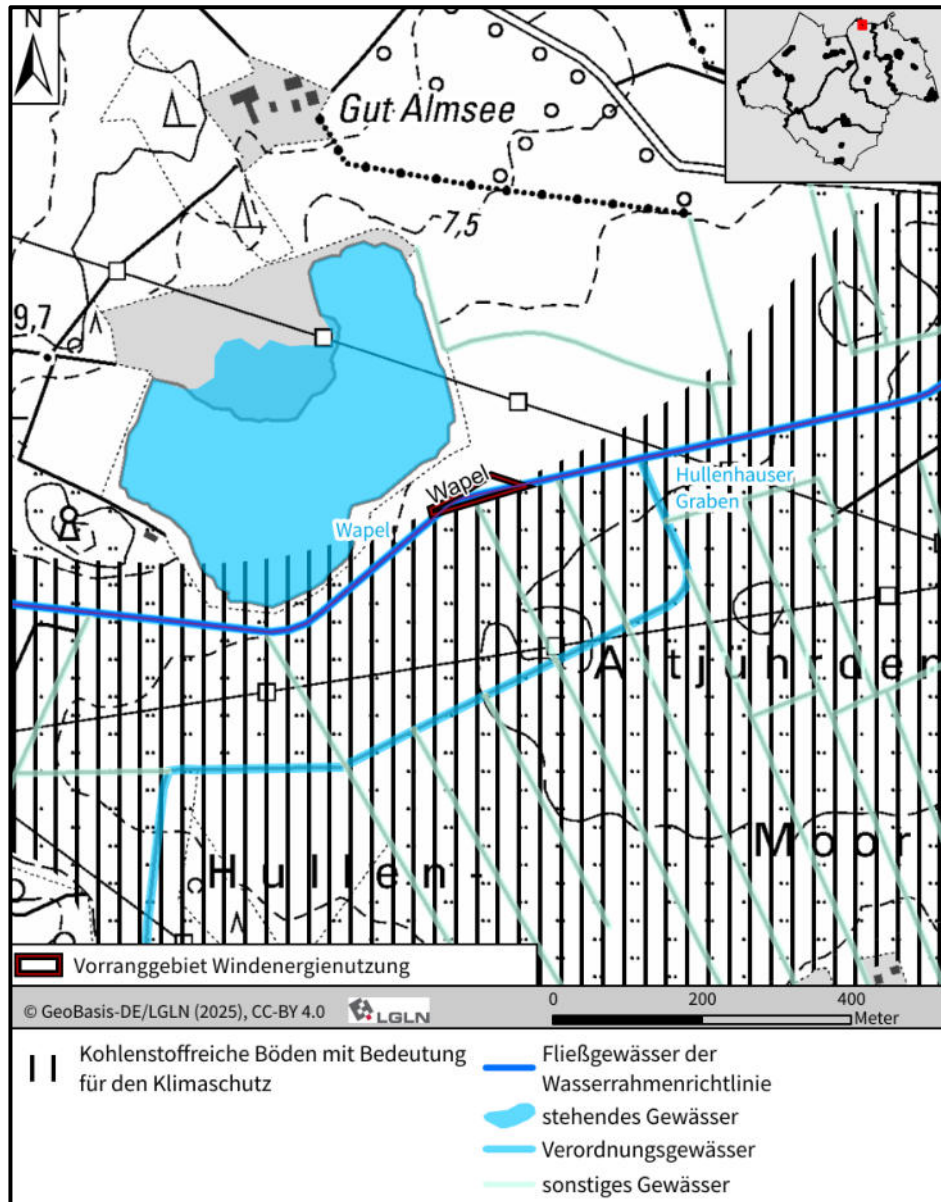 N
Gut Almsee
7,5
9,7
Wapel
Hullenhauser
Graben
Wapel
Altjührden
Moor
Hullen-
Vorranggebiet Windenergienutzung
© GeoBasis-DE/LGLN (2025), CC-BY 4.0
LGLN
0 200 400
Meter
Kohlenstoffreiche Böden mit Bedeutung
für den Klimaschutz
Fließgewässer der
Wasserrahmenrichtlinie
stehendes Gewässer
Verordnungsgewässer
sonstiges Gewässer